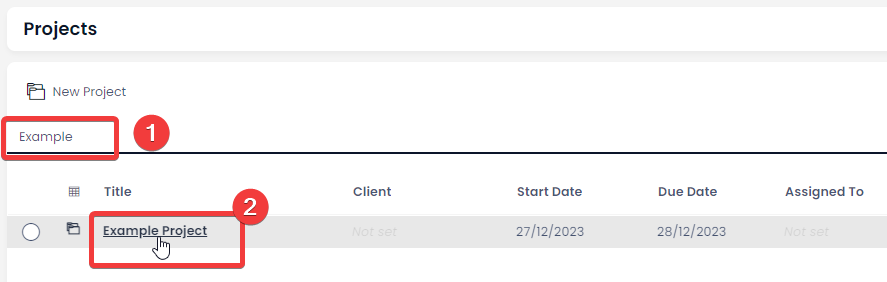 Projects
New Project
Example
1
Title Client Start Date Due Date Assigned To
2
Example Project Not set 27/12/2023 28/12/2023 Not set